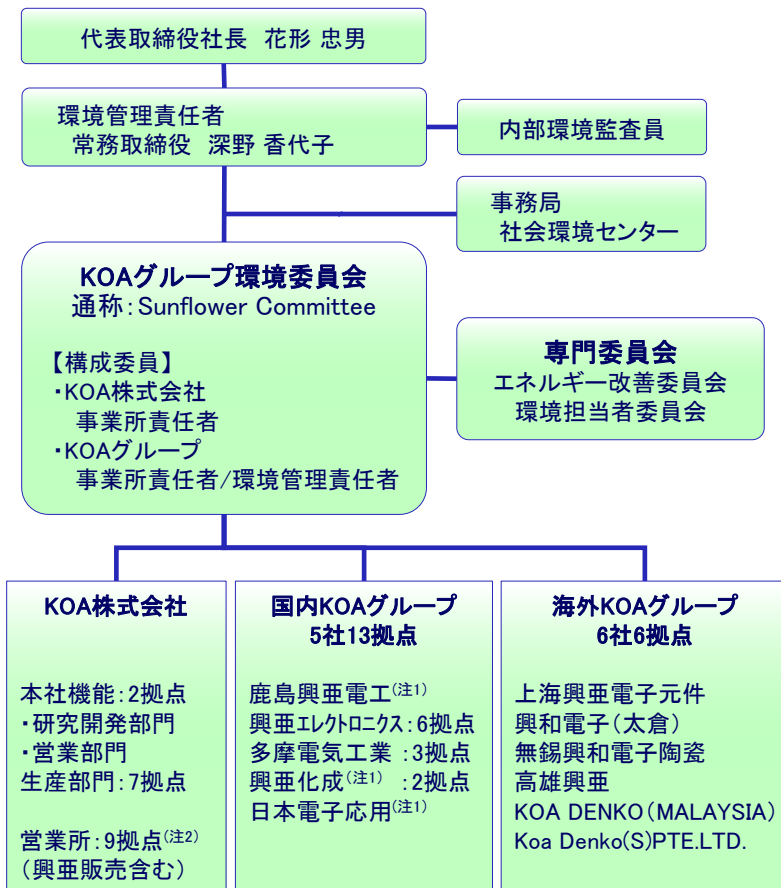 代表取締役社長 花形 忠男
環境管理責任者
常務取締役 深野 香代子
内部環境監査員
事務局
社会環境センター
KOAグループ環境委員会
通称：Sunflower Committee
【構成委員】
・KOA株式会社
事業所責任者
・KOAグループ
事業所責任者/環境管理責任者
専門委員会
エネルギー改善委員会
環境担当者委員会
KOA株式会社
本社機能：2拠点
・研究開発部門
・営業部門
生産部門：7拠点
営業所：9拠点(注2)
（興亜販売含む）
国内KOAグループ
5社13拠点
鹿島興亜電工(注1)
興亜エレクトロニクス：6拠点
多摩電気工業 ：3拠点
興亜化成(注1) ：2拠点
日本電子応用(注1)
海外KOAグループ
6社6拠点
上海興亜電子元件
興和電子（太倉）
無錫興和電子陶瓷
高雄興亜
KOA DENKO（MALAYSIA）
Koa Denko(S)PTE.LTD.